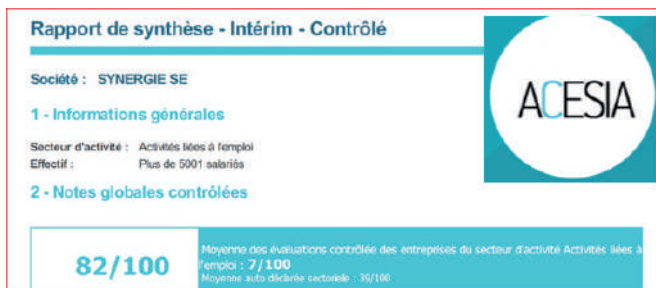 Rapport de synthèse - Intérim - Contrôlé
Société : SYNERGIE SE
ACESIA
1 - Informations générales
Secteur d'activité : Activités liées à l'emploi
Effectif : Plus de 5001 salariés
2 - Notes globales contrôlées
82/100
Moyenne des évaluations contrôlée des entreprises du secteur d'activité Activités liées à
l'emploi : 7/100
Moyenne auto déclarée sectorielle : 39/100